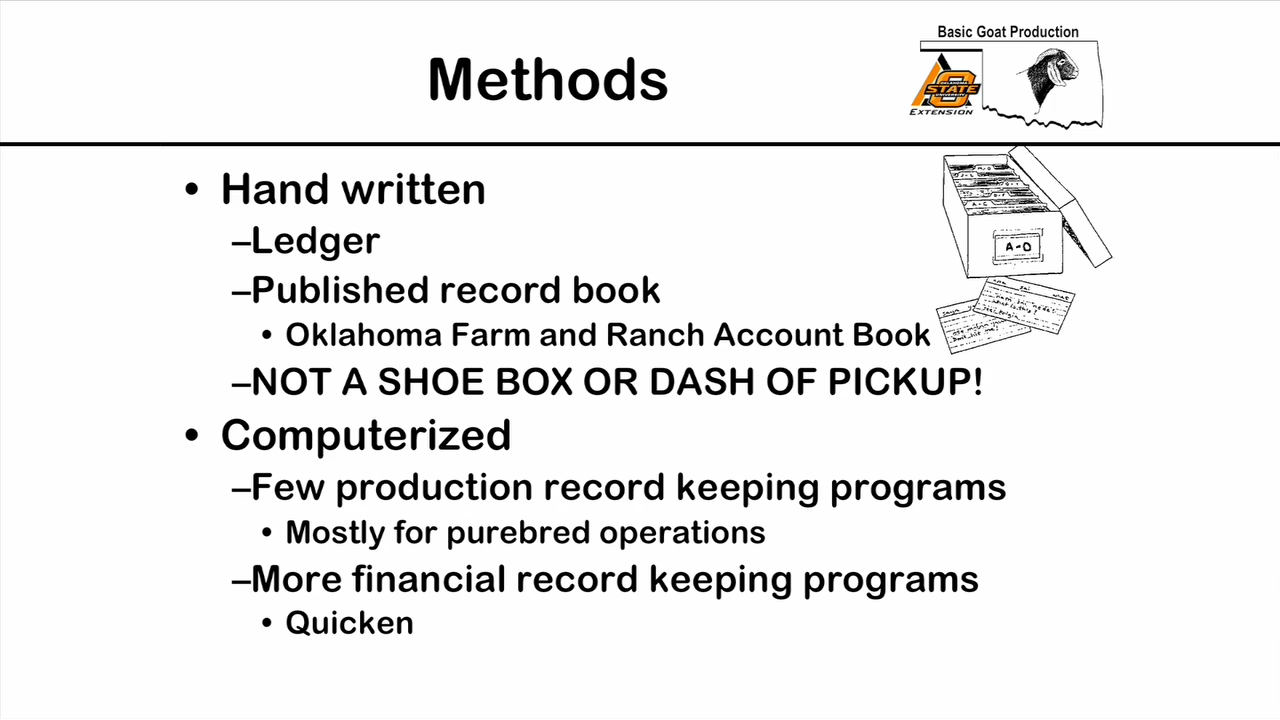 Basic Goat Production
Methods
OKLAHOMA
STATE
UNIVERSITY
EXTENSION
• Hand written
–Ledger
–Published record book
• Oklahoma Farm and Ranch Account Book
–NOT A SHOE BOX OR DASH OF PICKUP!
• Computerized
–Few production record keeping programs
• Mostly for purebred operations
–More financial record keeping programs
• Quicken
A-D